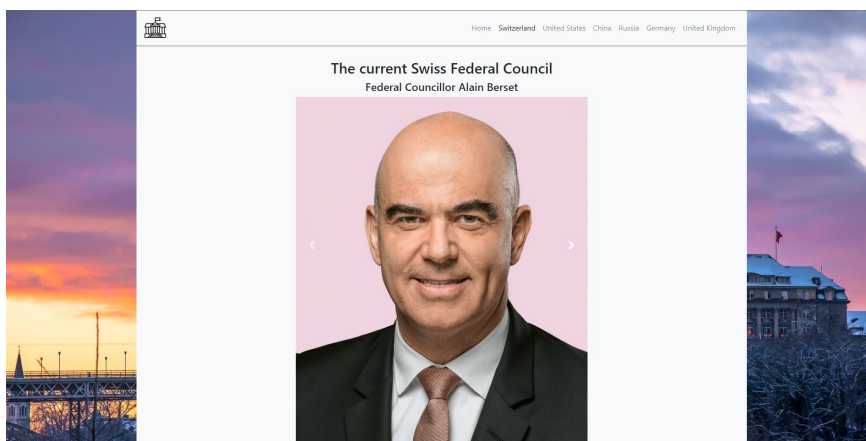 Home Switzerland United States China Russia Germany United Kingdom
The current Swiss Federal Council
Federal Councillor Alain Berset